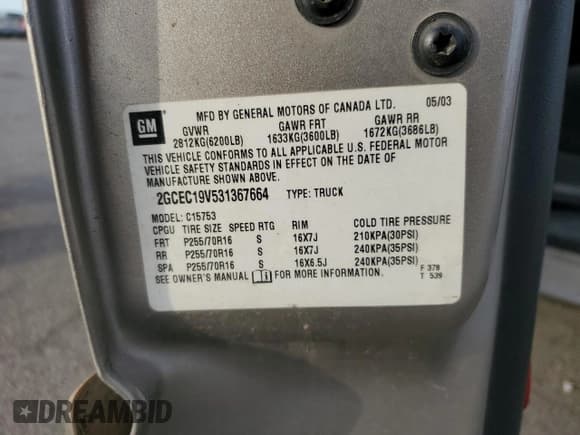 GM
MFD BY GENERAL MOTORS OF CANADA LTD. 05/03
GVWR GAWR FRT GAWR RR
2812KG(6200LB) 1633KG(3600LB) 1672KG(3686LB)
THIS VEHICLE CONFORMS TO ALL APPLICABLE U.S. FEDERAL MOTOR
VEHICLE SAFETY STANDARDS IN EFFECT ON THE DATE OF
MANUFACTURE SHOWN ABOVE.
2GCEC19V531367664 TYPE: TRUCK
MODEL: C15753
CPGU TIRE SIZE SPEED RTG RIM COLD TIRE PRESSURE
FRT P255/70R16 S 16X7J 210KPA(30PSI)
RR P255/70R16 S 16X7J 240KPA(35PSI)
SPA P255/70R16 S 16X6.5J 240KPA(35PSI)
SEE OWNER'S MANUAL FOR MORE INFORMATION.
F 378
T 539
DREAMBID